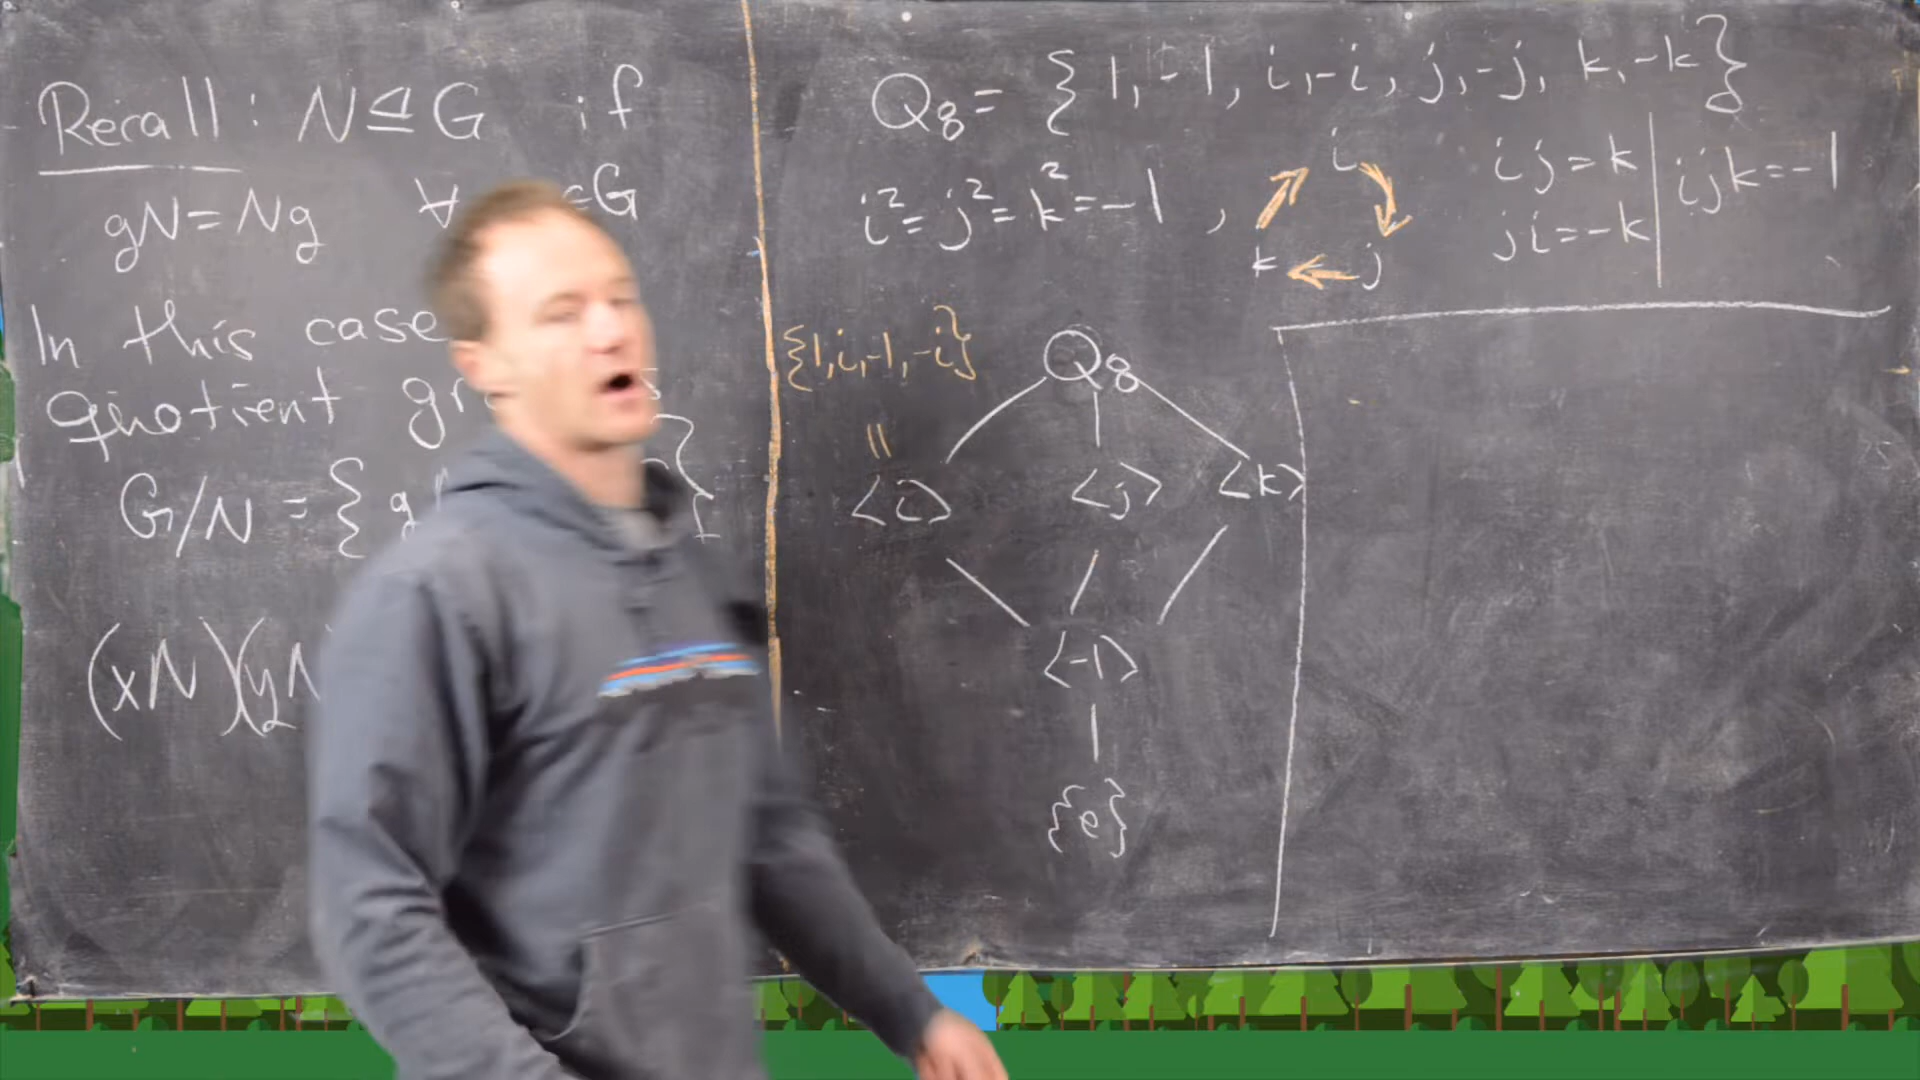 Recall: N⊴G if
gN=Ng ∀ ∈G
In this case
quotient
G/N = {
(xN)(yN
Q₈= {1,-1, i,-i, j,-j, k,-k}
i²=j²=k²=-1 ,
i
k j
ij=k
ji=-k
ijk=-1
{1,i,-1,-i}
||
Q₈
<i> <j> <k>
<-1>
{e}